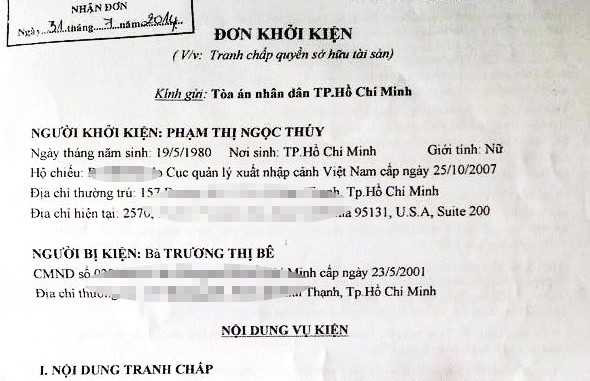 NHẬN ĐƠN
Ngày 31 tháng 7 năm 2014
ĐƠN KHỞI KIỆN
( V/v: Tranh chấp quyền sở hữu tài sản)
Kính gửi: Tòa án nhân dân TP.Hồ Chí Minh
NGƯỜI KHỞI KIỆN: PHẠM THỊ NGỌC THÚY
Ngày tháng năm sinh: 19/5/1980 Nơi sinh: TP.Hồ Chí Minh Giới tính: Nữ
Hộ chiếu: Cục quản lý xuất nhập cảnh Việt Nam cấp ngày 25/10/2007
Địa chỉ thường trú: 157 Thạnh, Tp.Hồ Chí Minh
Địa chỉ hiện tại: 2570, 95131, U.S.A, Suite 200
NGƯỜI BỊ KIỆN: Bà TRƯƠNG THỊ BÊ
CMND số Minh cấp ngày 23/5/2001
Địa chỉ Thạnh, Tp.Hồ Chí Minh
NỘI DUNG VỤ KIỆN
I. NỘI DUNG TRANH CHẤP